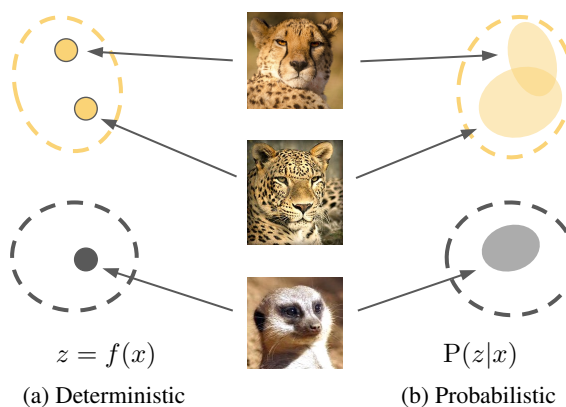 z = f(x)
P(z|x)
(a) Deterministic
(b) Probabilistic